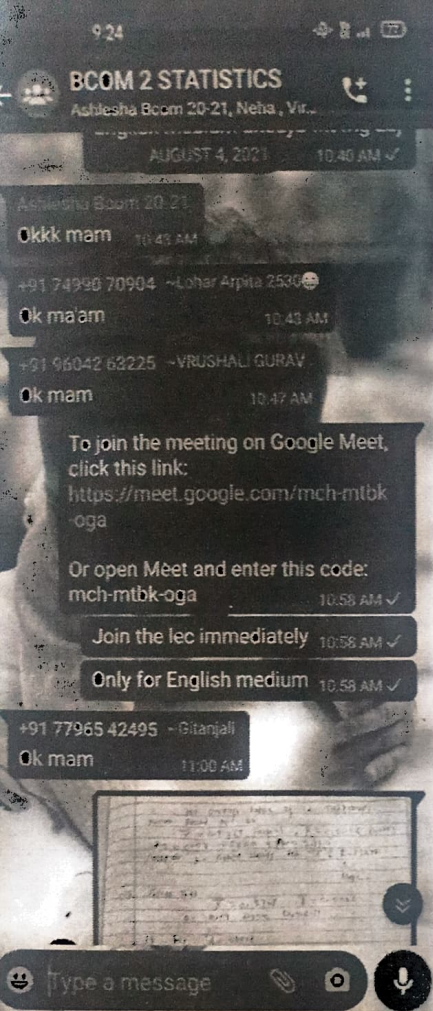 9:24
72
BCOM 2 STATISTICS
Ashlesha Bcom 20-21, Neha, Vir...
AUGUST 4, 2021
10:40 AM
Ashlesha Bcom 20-21
Okkk mam 10:43 AM
+91 74990 70904 ~Lohar Arpita 2530😁
Ok ma'am 10:43 AM
+91 96042 63225 ~VRUSHALI GURAV
Ok mam 10:47 AM
To join the meeting on Google Meet,
click this link:
https://meet.google.com/mch-mtbk
-oga
Or open Meet and enter this code:
mch-mtbk-oga 10:58 AM
Join the lec immediately 10:58 AM
Only for English medium 10:58 AM
+91 77965 42495 ~Gitanjali
Ok mam 11:00 AM
Type a message